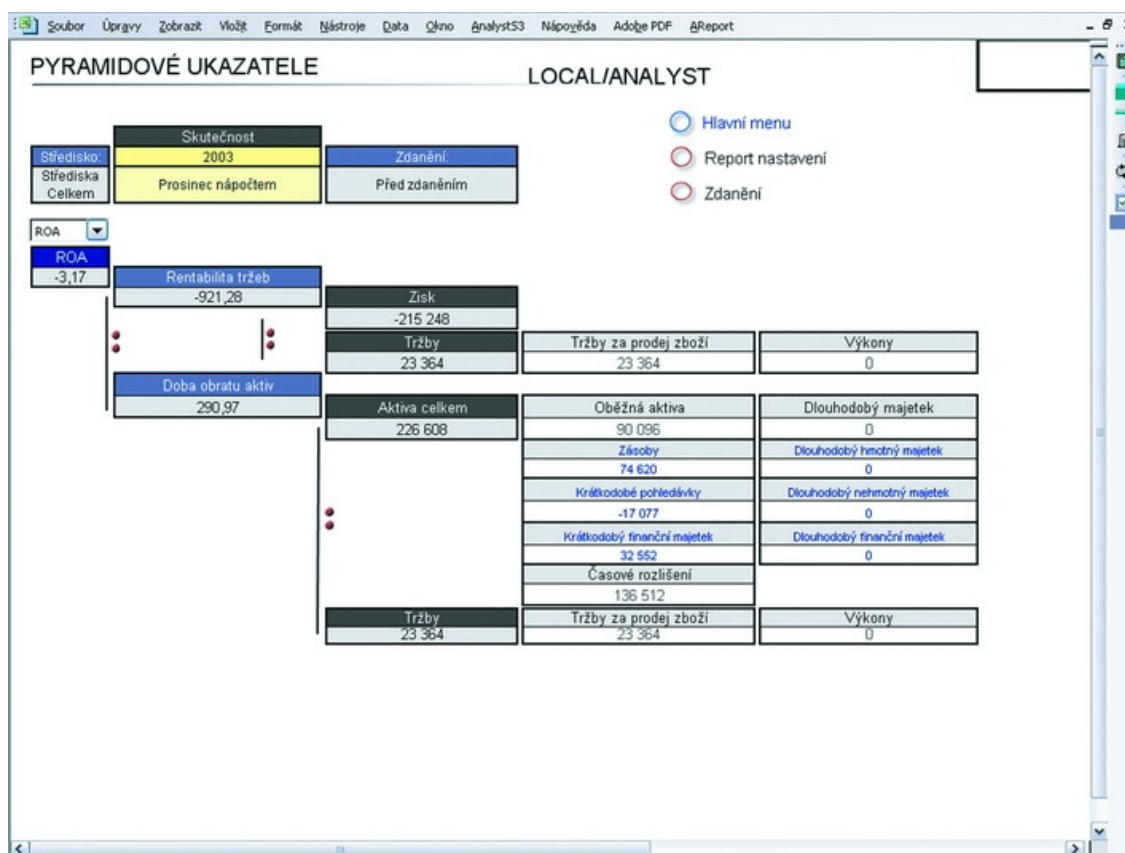 Soubor Úpravy Zobrazit Vložit Formát Nástroje Data Okno AnalystS3 Nápověda Adobe PDF AReport
PYRAMIDOVÉ UKAZATELE
LOCAL/ANALYST
Hlavní menu
Report nastavení
Zdanění
Skutečnost
Středisko: 2003 Zdanění:
Střediska Celkem Prosinec nápočtem Před zdaněním
ROA
ROA
-3,17
Rentabilita tržeb
-921,28
Zisk
-215 248
Tržby Tržby za prodej zboží Výkony
23 364 23 364 0
Doba obratu aktiv
290,97
Aktiva celkem Oběžná aktiva Dlouhodobý majetek
226 608 90 096 0
Zásoby Dlouhodobý hmotný majetek
74 620 0
Krátkodobé pohledávky Dlouhodobý nehmotný majetek
-17 077 0
Krátkodobý finanční majetek Dlouhodobý finanční majetek
32 552 0
Časové rozlišení
136 512
Tržby Tržby za prodej zboží Výkony
23 364 23 364 0